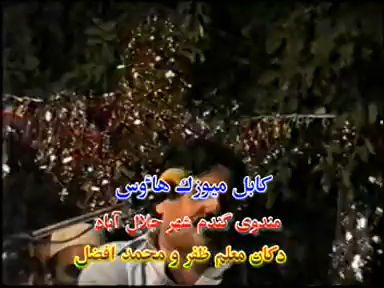 کابل میوزک هاؤس
مندوی گندم شهر جلال آباد
دکان معلم ظفر و محمد افضل